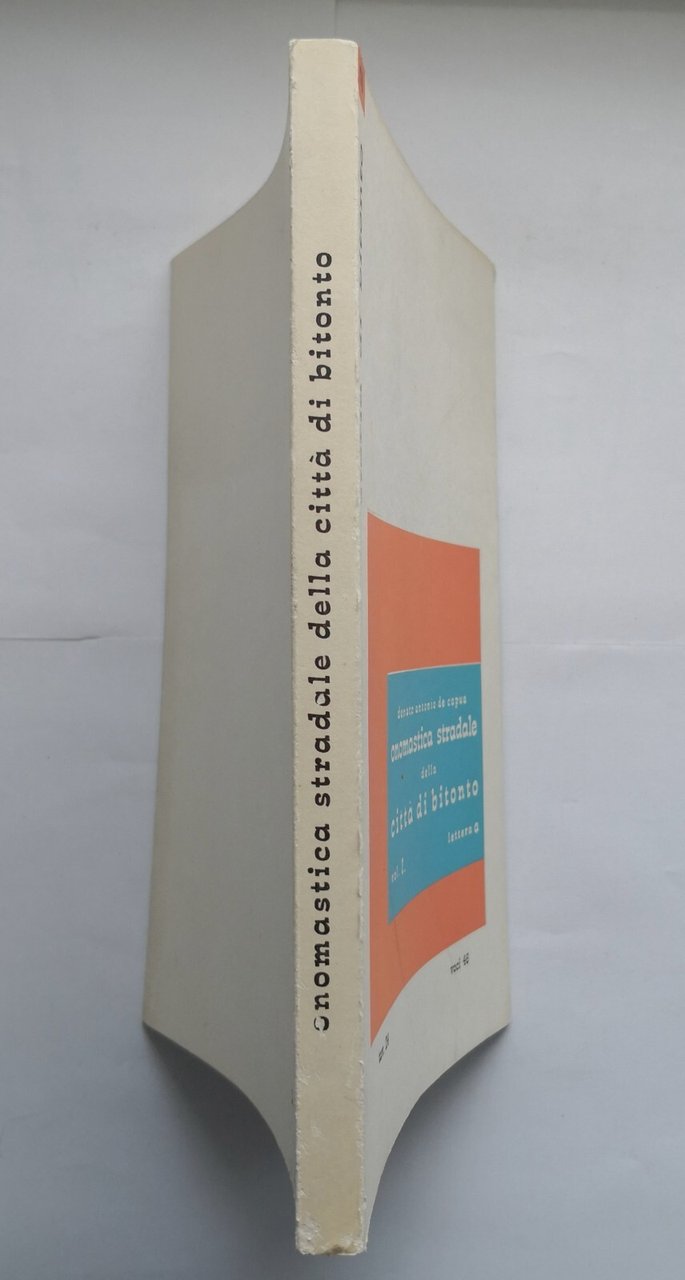 onomastica stradale della città di bitonto
donato antonio de capua
onomastica stradale
della
città di bitonto
lettera a
vol. I.
voci 40